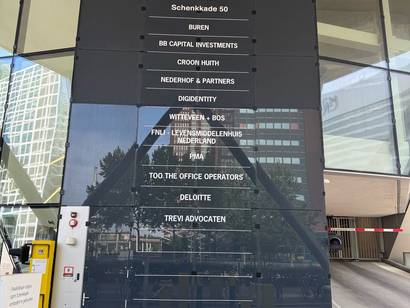 Schenkkade 50
BUREN
BB CAPITAL INVESTMENTS
CROON HUITH
NEDERHOF & PARTNERS
DIGIDENTITY
WITTEVEEN + BOS
FNLI - LEVENSMIDDELENHUIS
NEDERLAND
PMA
TOO THE OFFICE OPERATORS
DELOITTE
TREVI ADVOCATEN